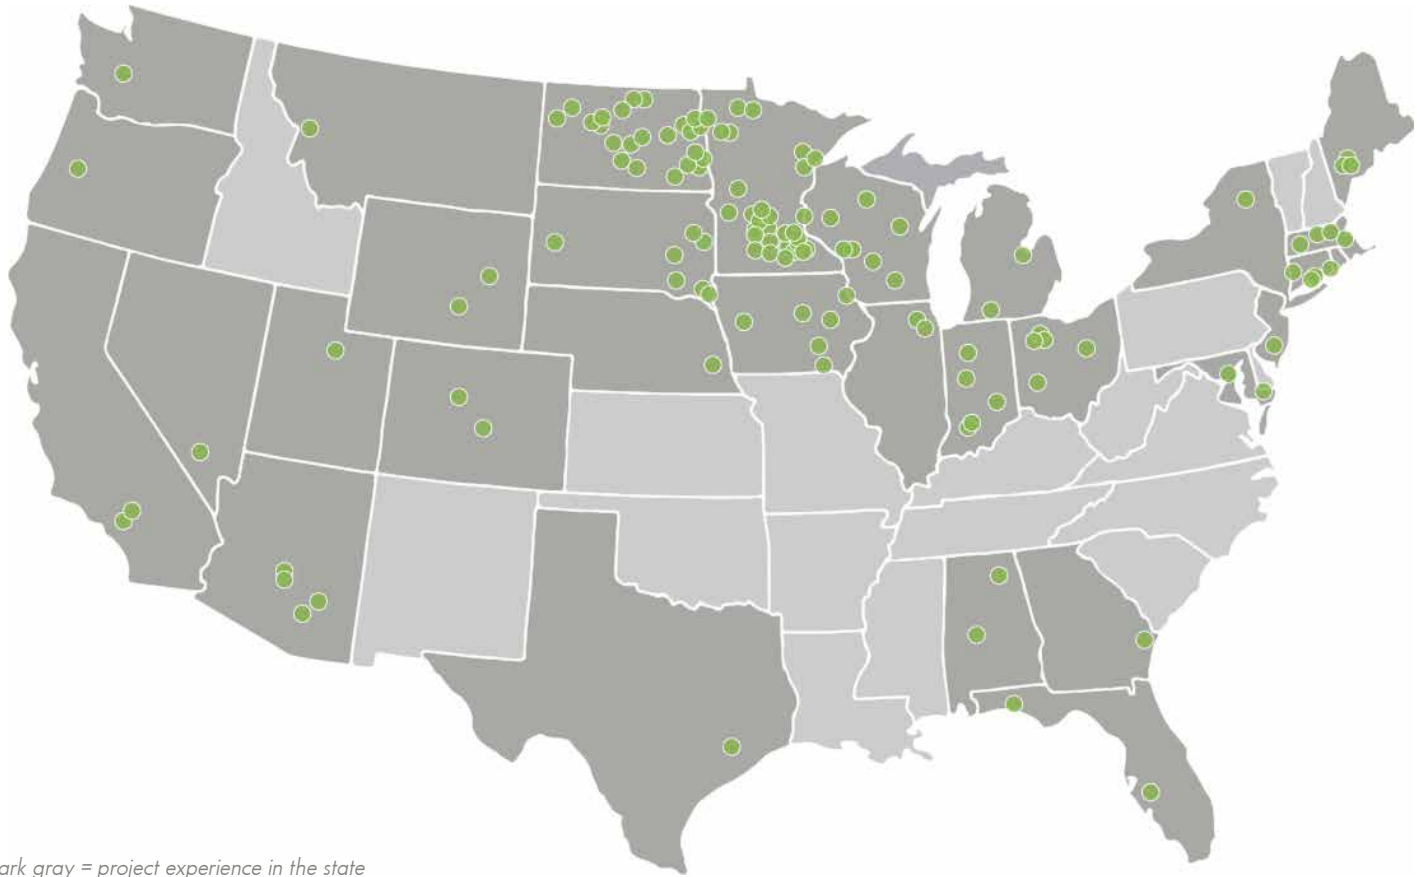 ark gray = project experience in the state